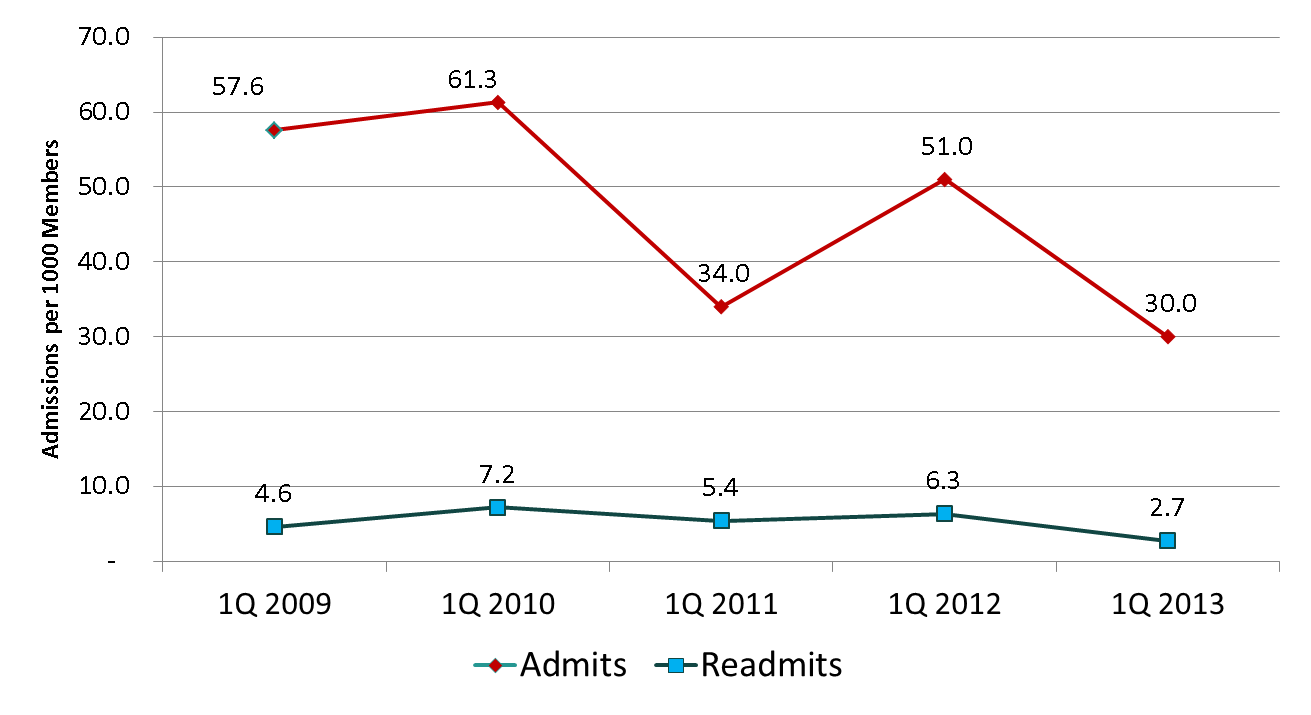 70.0
57.6
61.3
60.0
51.0
50.0
40.0
34.0
30.0
30.0
20.0
10.0
4.6
7.2
5.4
6.3
2.7
-
Admissions per 1000 Members
1Q 2009
1Q 2010
1Q 2011
1Q 2012
1Q 2013
Admits
Readmits